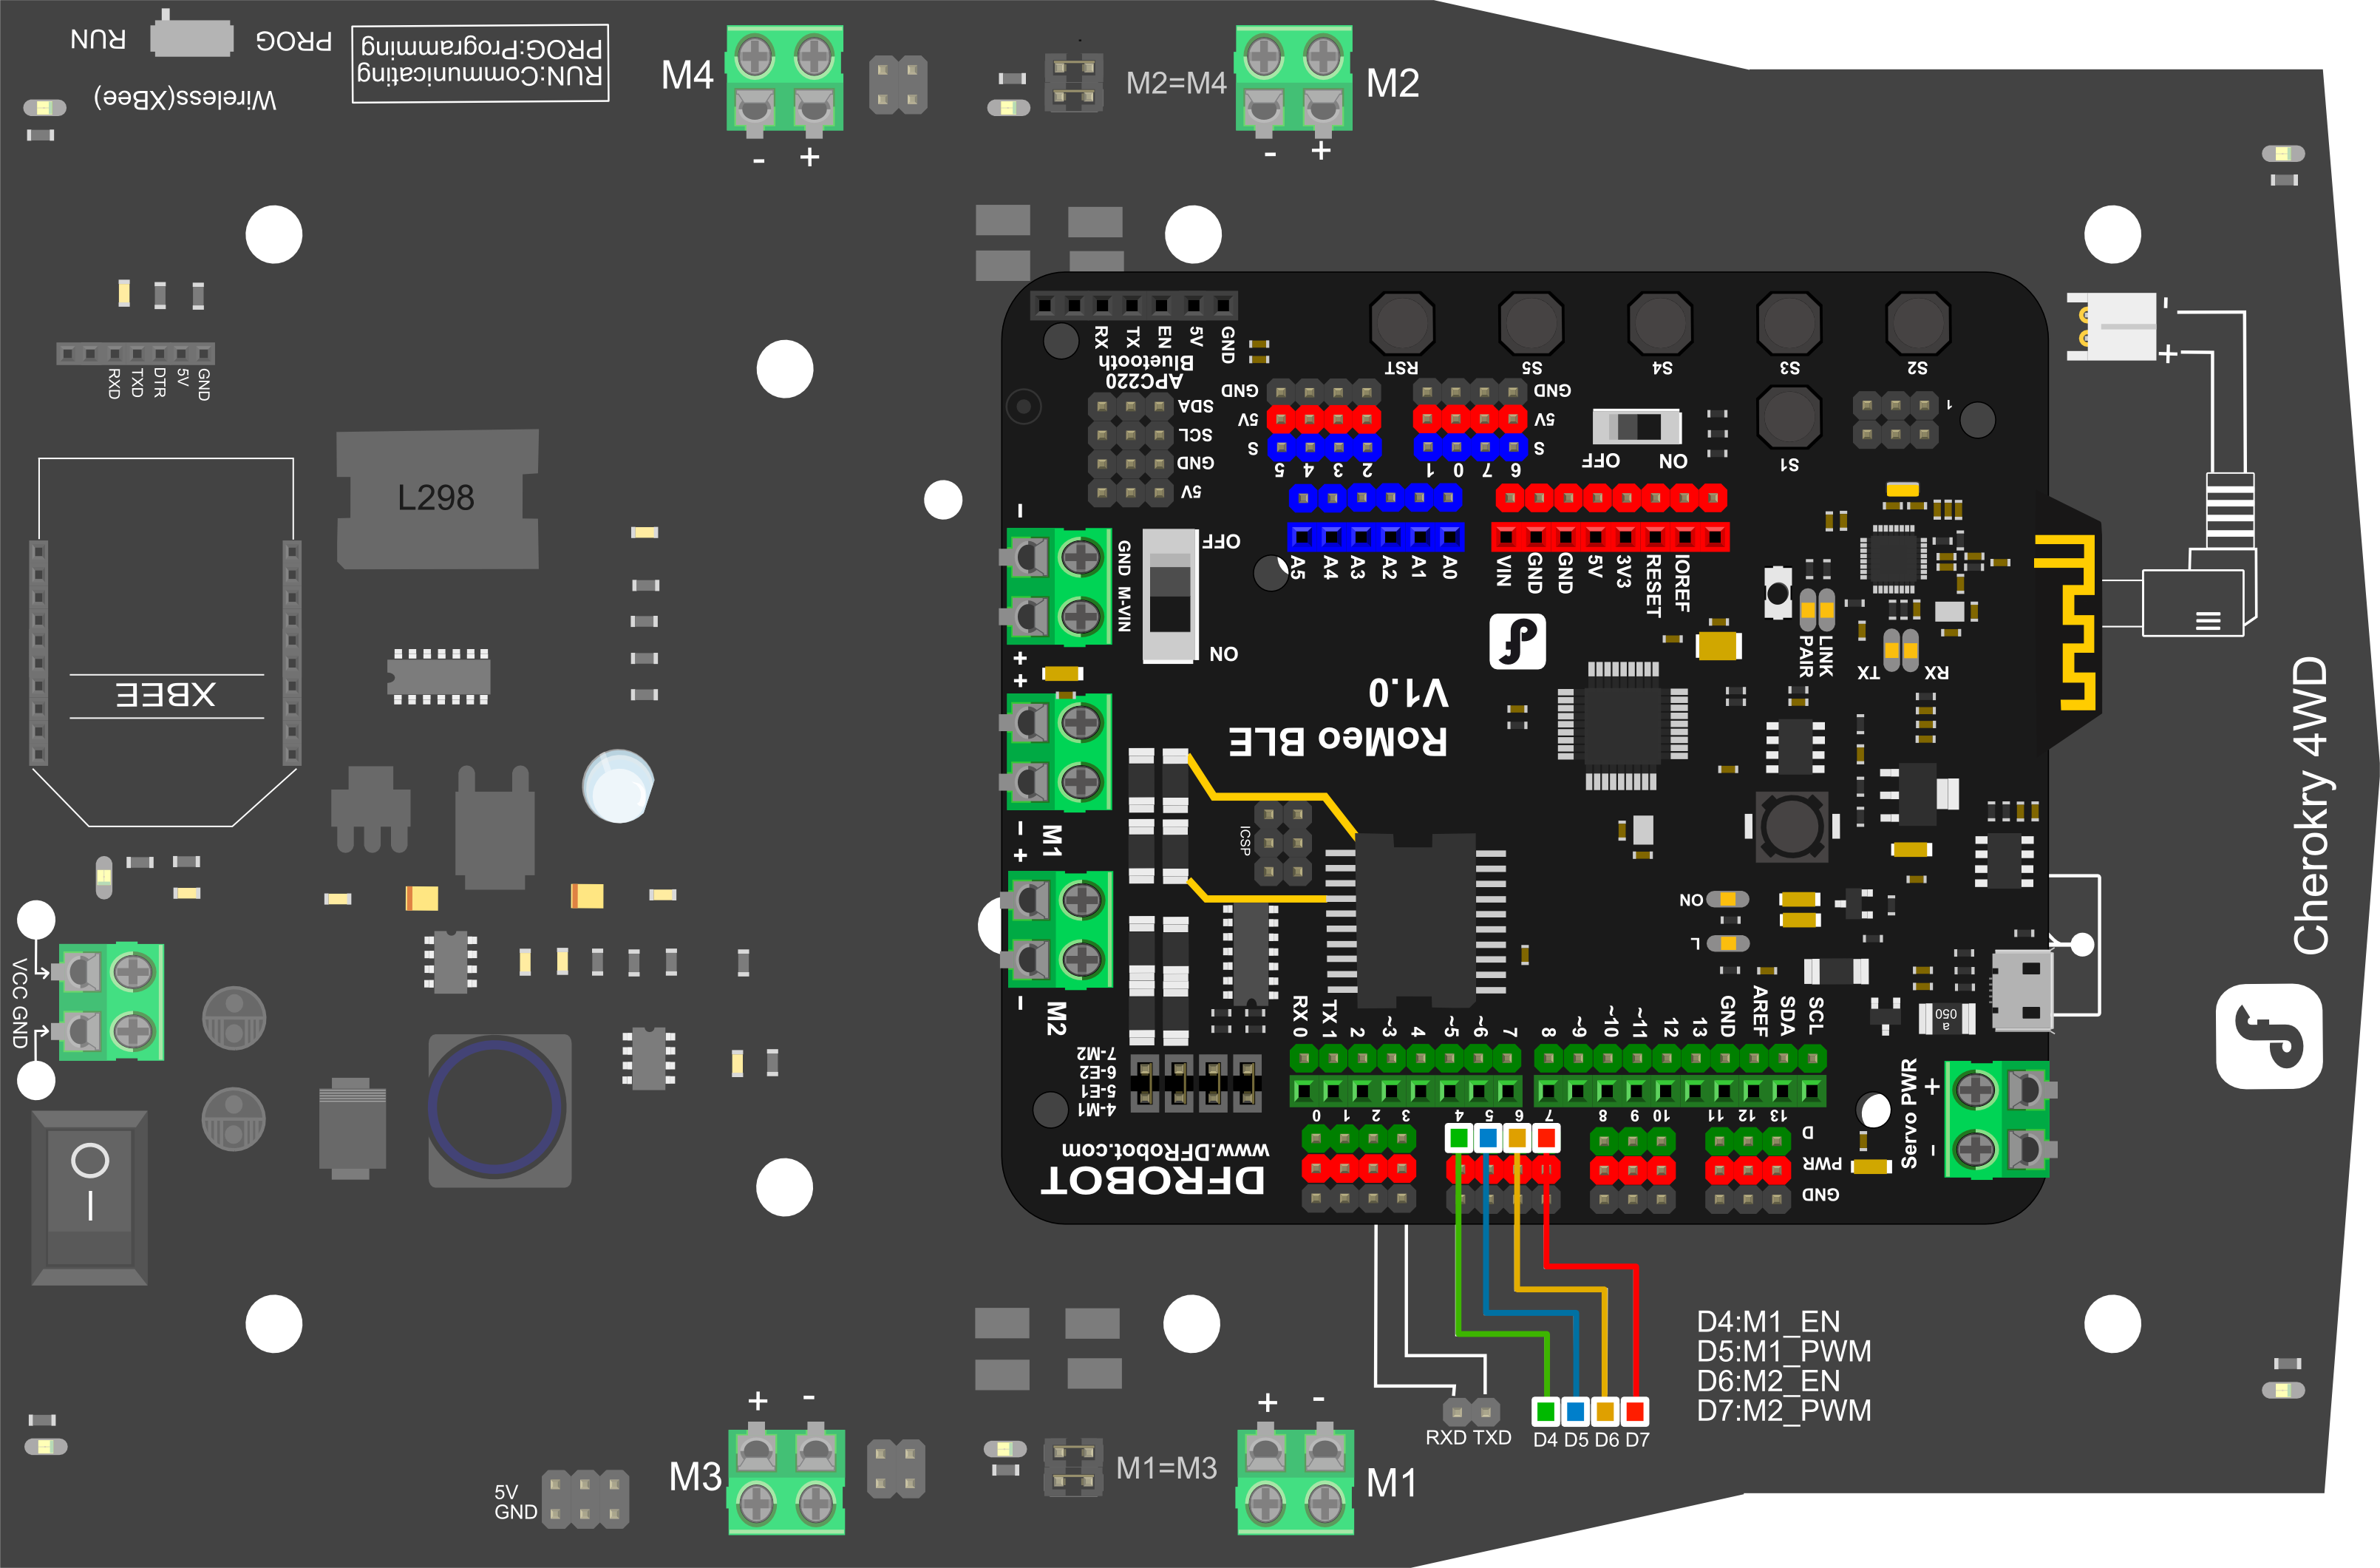 RUN
PROG
RUN:Communicating
PROG:Programming
Wireless(XBee)
M4
- +
M2=M4
M2
- +
RXD
TXD
DTR
5V
GND
L298
XBEE
VCC GND
5V
GND
M3
+ -
M1=M3
M1
+ -
RXD TXD
D4 D5 D6 D7
D4:M1_EN
D5:M1_PWM
D6:M2_EN
D7:M2_PWM
Cherokry 4WD
- +
RX
TX
EN
5V
GND
Bluetooth
APC220
SDA
SCL
GND
5V
RST
S5
S4
S3
S2
S1
1
GND
5V
S
5 4 3 2
1 0 7 6
GND
5V
S
OFF ON
A5
A4
A3
A2
A1
A0
VIN
GND
GND
5V
3V3
RESET
IOREF
GND M-VIN
OFF
ON
- + +
- +
-
M1
M2
RoMeo BLE
V1.0
PAIR
LINK
TX
RX
ICSP
ON
L
RX 0
TX 1
2
~3
4
~5
~6
7
8
~9
~10
~11
12
13
GND
AREF
SDA
SCL
7-M2
6-E2
5-E1
4-M1
0 1 2 3
4 5 6 7
8 9 10
11 12 13
D
PWR
GND
www.DFRobot.com
DFROBOT
Servo PWR
+ -
a
050